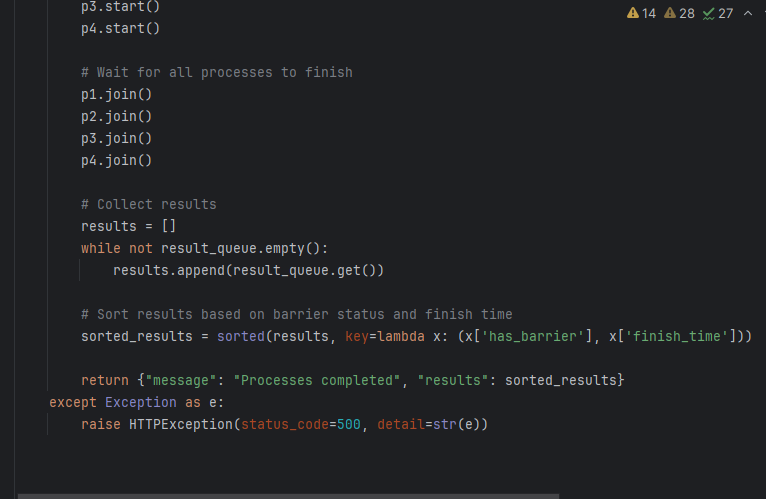 p3.start()
14 28 27
p4.start()
# Wait for all processes to finish
p1.join()
p2.join()
p3.join()
p4.join()
# Collect results
results = []
while not result_queue.empty():
results.append(result_queue.get())
# Sort results based on barrier status and finish time
sorted_results = sorted(results, key=lambda x: (x['has_barrier'], x['finish_time']))
return {"message": "Processes completed", "results": sorted_results}
except Exception as e:
raise HTTPException(status_code=500, detail=str(e))